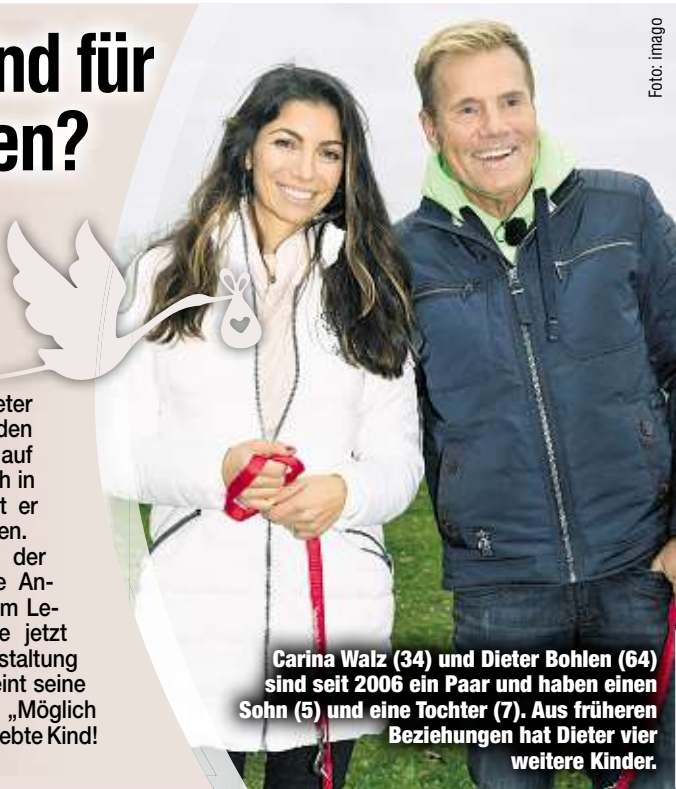 nd für
en?
Foto: imago
eter
den
auf
h in
t er
en.
der
e An-
m Le-
e jetzt
staltung
eint seine
„Möglich
ebte Kind!
Carina Walz (34) und Dieter Bohlen (64)
sind seit 2006 ein Paar und haben einen
Sohn (5) und eine Tochter (7). Aus früheren
Beziehungen hat Dieter vier
weitere Kinder.